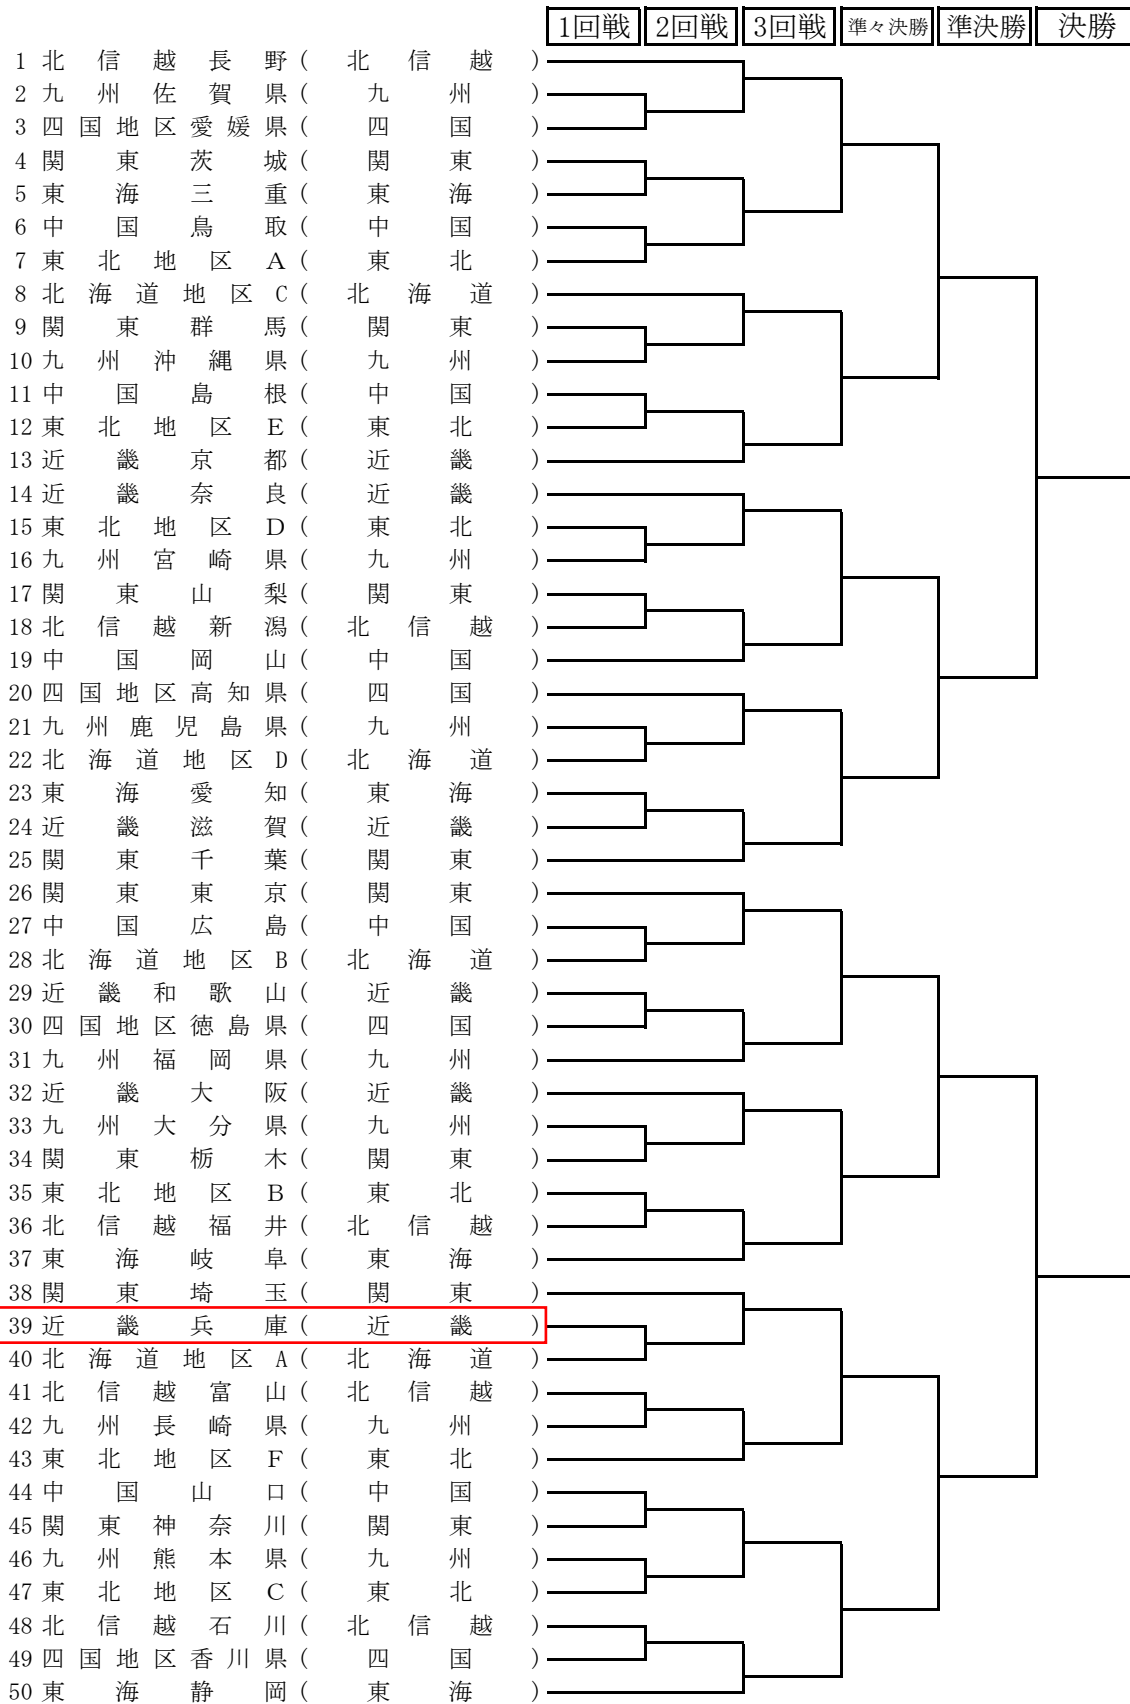 1回戦 2回戦 3回戦 準々決勝 準決勝 決勝
1 北信越長野(北信越)
2 九州佐賀県(九州)
3 四国地区愛媛県(四国)
4 関東茨城(関東)
5 東海三重(東海)
6 中国鳥取(中国)
7 東北地区A(東北)
8 北海道地区C(北海道)
9 関東群馬(関東)
10 九州沖縄県(九州)
11 中国島根(中国)
12 東北地区E(東北)
13 近畿京都(近畿)
14 近畿奈良(近畿)
15 東北地区D(東北)
16 九州宮崎県(九州)
17 関東山梨(関東)
18 北信越新潟(北信越)
19 中国岡山(中国)
20 四国地区高知県(四国)
21 九州鹿児島県(九州)
22 北海道地区D(北海道)
23 東海愛知(東海)
24 近畿滋賀(近畿)
25 関東千葉(関東)
26 関東東京(関東)
27 中国広島(中国)
28 北海道地区B(北海道)
29 近畿和歌山(近畿)
30 四国地区徳島県(四国)
31 九州福岡県(九州)
32 近畿大阪(近畿)
33 九州大分県(九州)
34 関東栃木(関東)
35 東北地区B(東北)
36 北信越福井(北信越)
37 東海岐阜(東海)
38 関東埼玉(関東)
39 近畿兵庫(近畿)
40 北海道地区A(北海道)
41 北信越富山(北信越)
42 九州長崎県(九州)
43 東北地区F(東北)
44 中国山口(中国)
45 関東神奈川(関東)
46 九州熊本県(九州)
47 東北地区C(東北)
48 北信越石川(北信越)
49 四国地区香川県(四国)
50 東海静岡(東海)